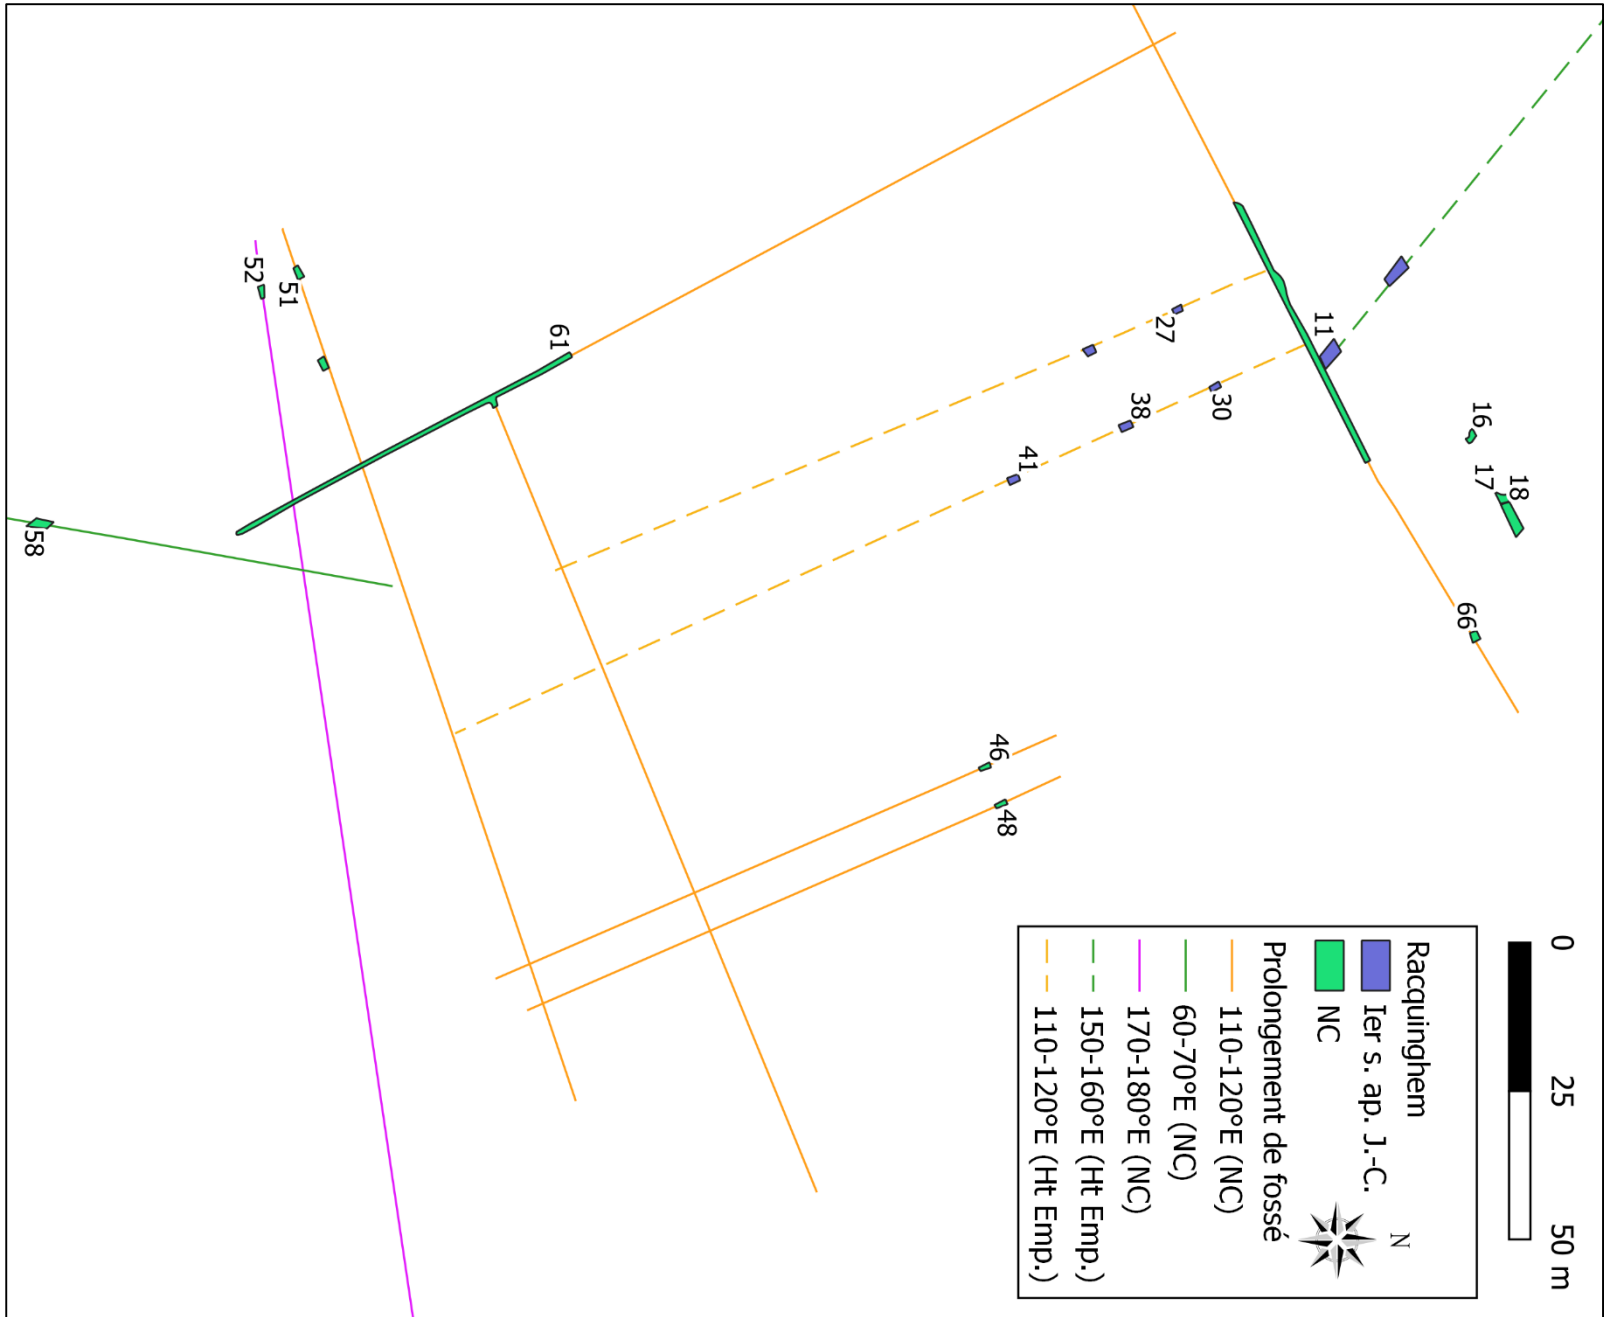 11
16
17
18
66
27
30
38
41
61
51
52
58
46
48
0
25
50 m
Racquinghem
Ier s. ap. J.-C.
NC
Prolongement de fossé
110-120°E (NC)
60-70°E (NC)
170-180°E (NC)
150-160°E (Ht Emp.)
110-120°E (Ht Emp.)
N